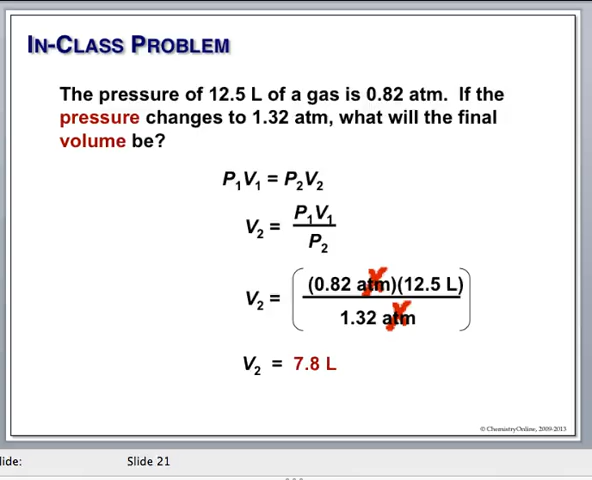 IN-CLASS PROBLEM
The pressure of 12.5 L of a gas is 0.82 atm. If the
pressure changes to 1.32 atm, what will the final
volume be?
P₁V₁ = P₂V₂
V₂ = P₁V₁ / P₂
V₂ = ( (0.82 atm)(12.5 L) / 1.32 atm )
V₂ = 7.8 L
© ChemistryOnline, 2009-2013
lide:
Slide 21